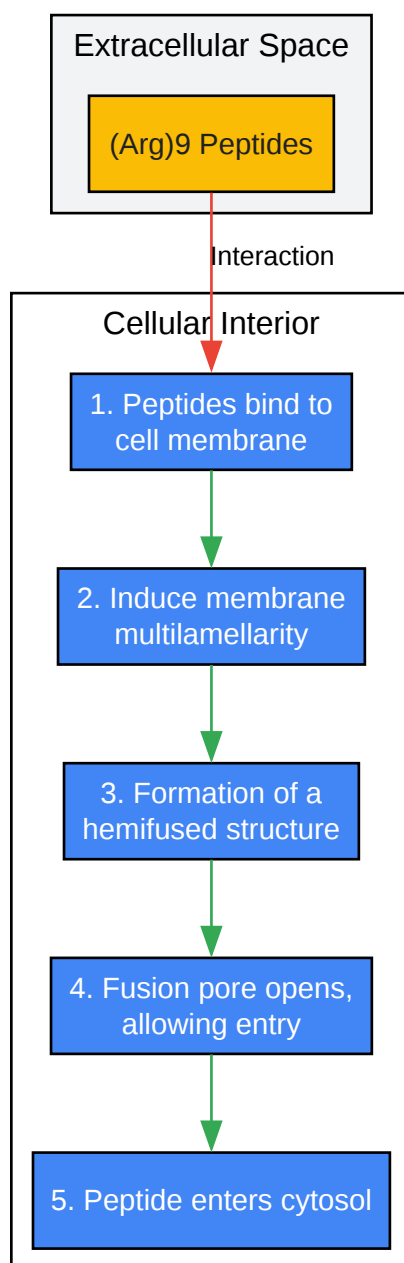 Extracellular Space
(Arg)9 Peptides
Interaction
Cellular Interior
1. Peptides bind to
cell membrane
2. Induce membrane
multilamellarity
3. Formation of a
hemifused structure
4. Fusion pore opens,
allowing entry
5. Peptide enters cytosol